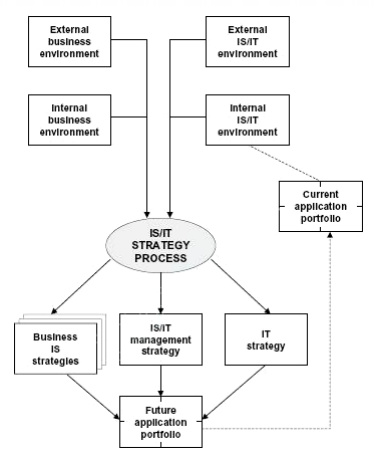 External
business
environment
External
IS/IT
environment
Internal
business
environment
Internal
IS/IT
environment
Current
application
portfolio
IS/IT
STRATEGY
PROCESS
Business
IS
strategies
IS/IT
management
strategy
IT
strategy
Future
application
portfolio